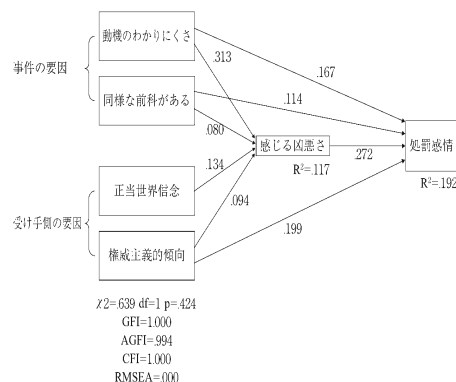 動機のわかりにくさ
事件の要因
.313
.167
同様な前科がある
.114
.080
感じる凶悪さ
.272
処罰感情
R²=.117
R²=.192
.134
正当世界信念
受け手側の要因
.094
.199
権威主義的傾向
χ2=.639 df=1 p=.424
GFI=1.000
AGFI=.994
CFI=1.000
RMSEA=.000